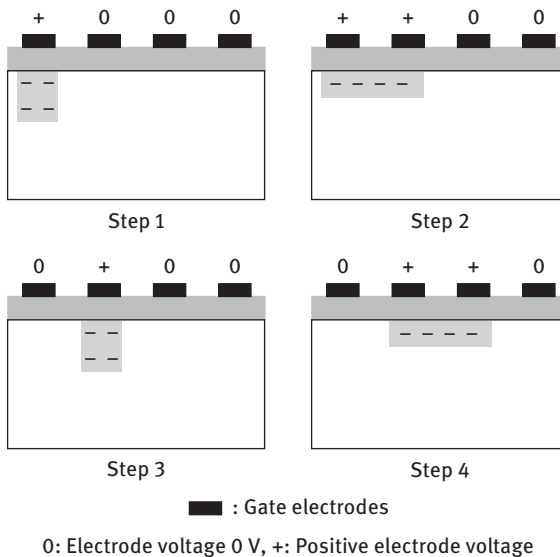 + 0 0 0
+ + 0 0
– –
– –
– – – –
Step 1
Step 2
0 + 0 0
0 + + 0
– –
– –
– – – –
Step 3
Step 4
: Gate electrodes
0: Electrode voltage 0 V, +: Positive electrode voltage